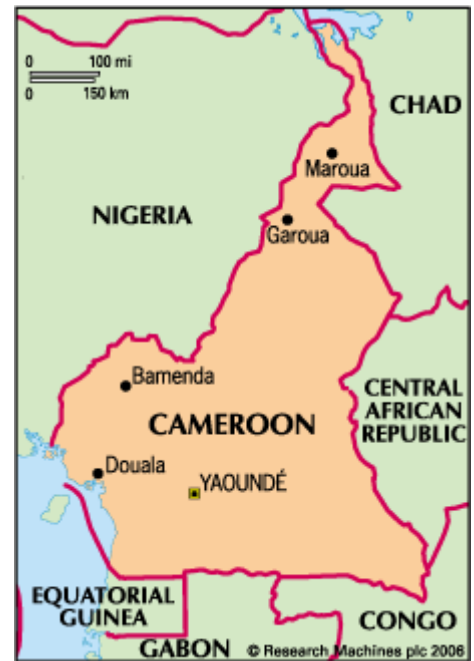 0 100 mi
0 150 km
CHAD
Maroua
NIGERIA
Garoua
Bamenda
CENTRAL
AFRICAN
REPUBLIC
CAMEROON
Douala
YAOUNDÉ
EQUATORIAL
GUINEA
CONGO
GABON
© Research Machines plc 2006